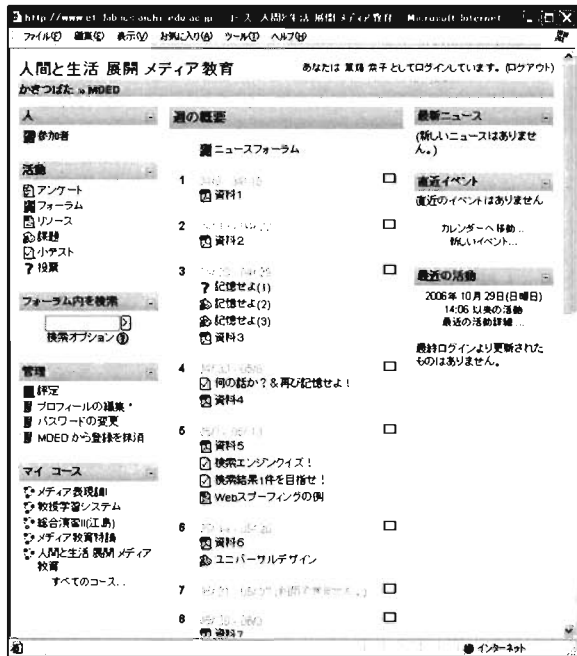 コース 人間と生活 展開 メディア教育 Microsoft Internet
ファイル(F) 編集(E) 表示(V) お気に入り(A) ツール(T) ヘルプ(H)
人間と生活 展開 メディア教育
あなたは 奈子としてログインしています。(ログアウト)
かきつばた » MDED
人
参加者
活動
アンケート
フォーラム
リソース
課題
小テスト
? 投票
フォーラム内を検索
検索オプション
管理
評定
プロフィールの編集
パスワードの変更
MDED から登録を抹消
マイ コース
メディア表現論I
教授学習システム
総合演習II(江島)
メディア教育特論
人間と生活 展開 メディア
教育
すべてのコース...
週の概要
ニュースフォーラム
1
資料1
2
資料2
3
? 記憶せよ(1)
記憶せよ(2)
記憶せよ(3)
資料3
4
何の話か?&再び記憶せよ!
資料4
5
資料5
検索エンジンクイズ!
検索結果1件を目指せ!
Webスプーフィングの例
6
資料6
ユニバーサルデザイン
7
8
資料7
最新ニュース
(新しいニュースはありませ
ん。)
直近イベント
直近のイベントはありません
カレンダーへ移動...
新しいイベント...
最近の活動
2006年 10月 29日(日曜日)
14:06 以来の活動
最近の活動詳細...
最終ログインより更新された
ものはありません。
インターネット